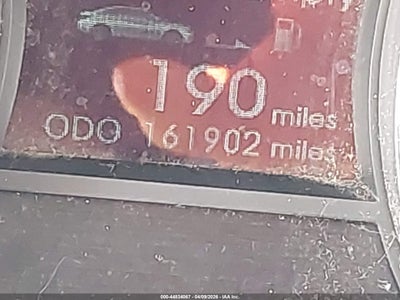 190 miles
ODO 161902 miles
000-44834067 - 04/09/2026 - IAA Inc.